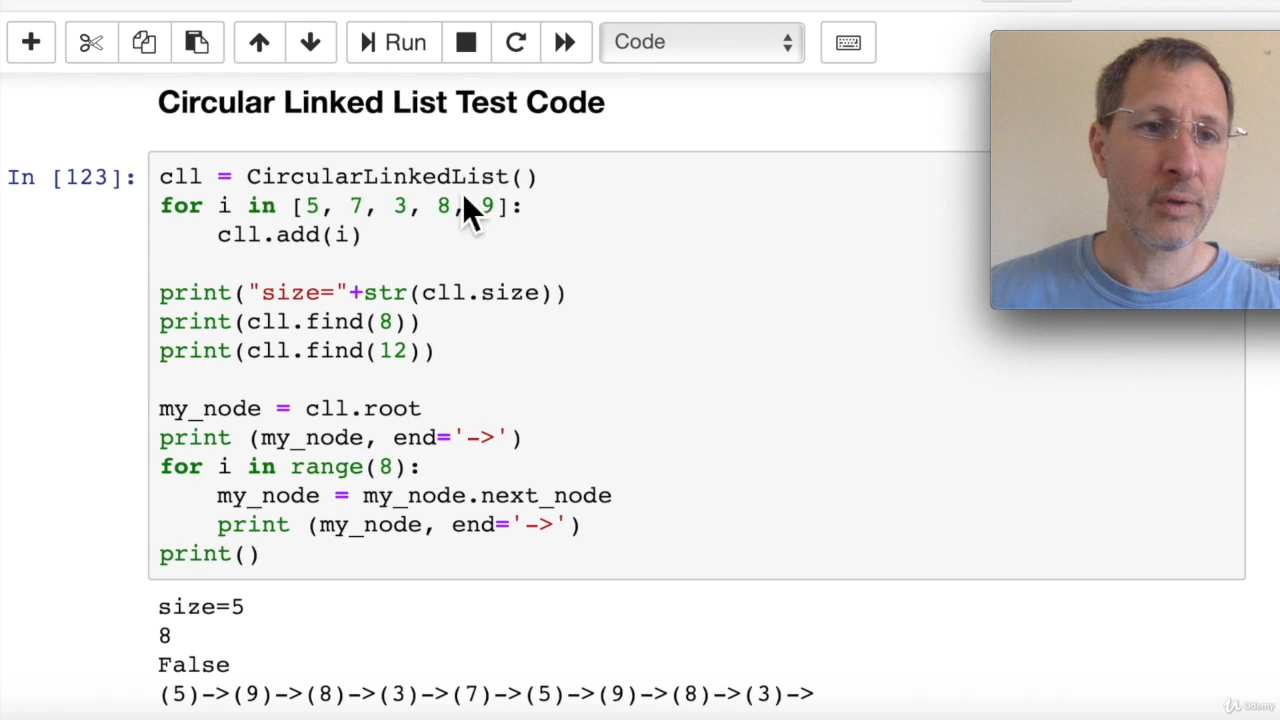 Run
Code
Circular Linked List Test Code
In [123]:
cll = CircularLinkedList()
for i in [5, 7, 3, 8, 9]:
    cll.add(i)
print("size="+str(cll.size))
print(cll.find(8))
print(cll.find(12))
my_node = cll.root
print (my_node, end='->')
for i in range(8):
    my_node = my_node.next_node
    print (my_node, end='->')
print()
size=5
8
False
(5)->(9)->(8)->(3)->(7)->(5)->(9)->(8)->(3)->
Udemy